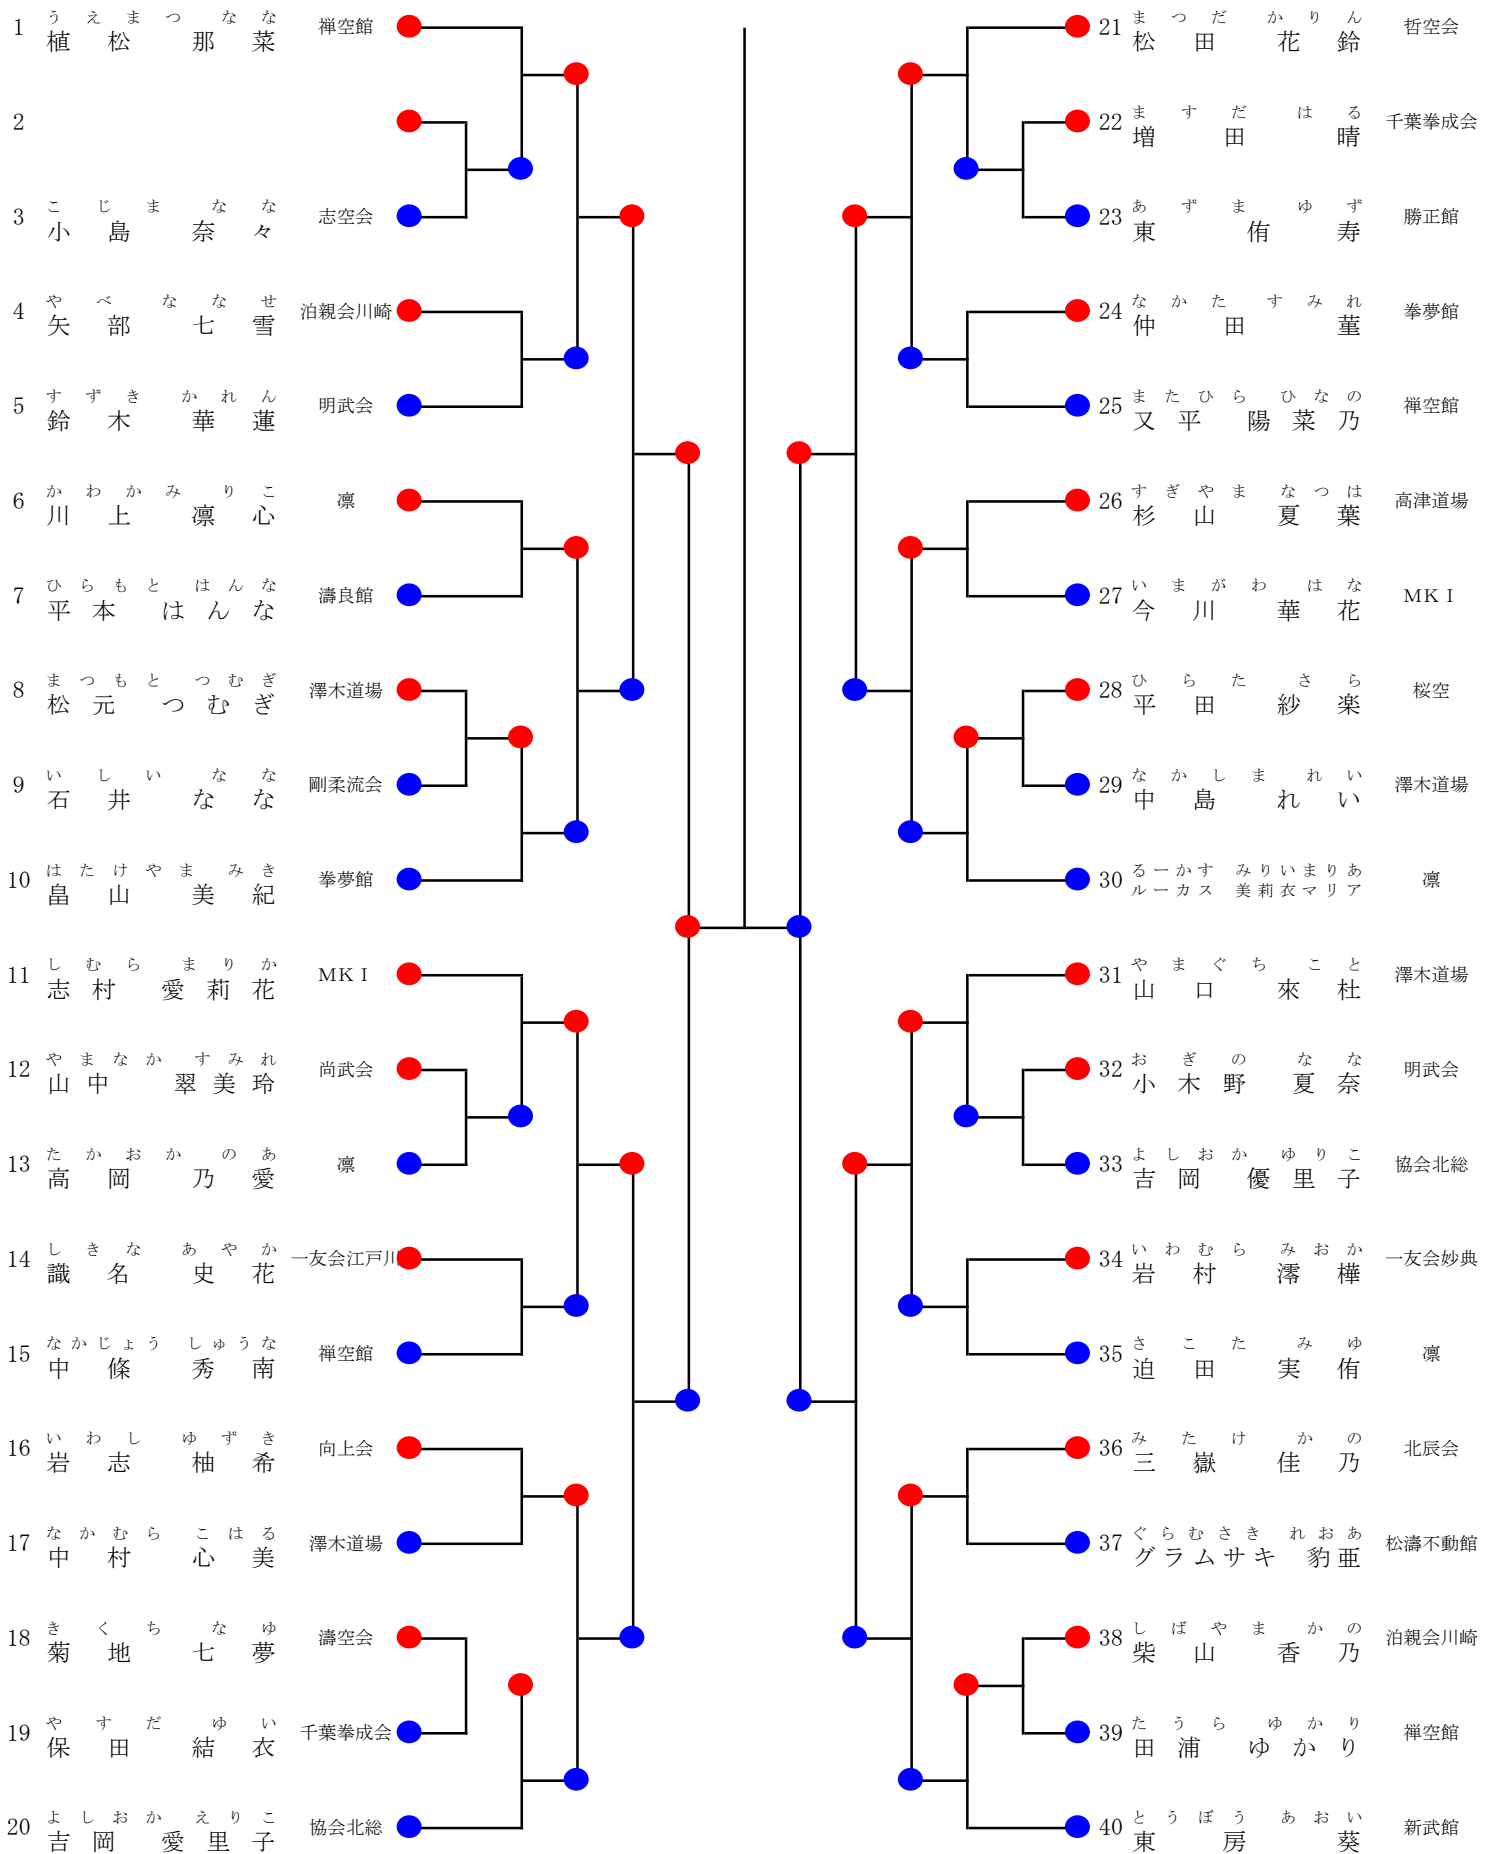 うえまつ なな
1 植松 那菜 禅空館
2
こじま なな
3 小島 奈々 志空会
やべ ななせ
4 矢部 七雪 泊親会川崎
すずき かれん
5 鈴木 華蓮 明武会
かわかみ りこ
6 川上 凛心 凛
ひらもと はんな
7 平本 はんな 濤良館
まつもと つむぎ
8 松元 つむぎ 澤木道場
いしい なな
9 石井 なな 剛柔流会
はたけやま みき
10 畠山 美紀 拳夢館
しむら まりか
11 志村 愛莉花 MKI
やまなか すみれ
12 山中 翠美玲 尚武会
たかおか のあ
13 高岡 乃愛 凛
しきな あやか
14 識名 史花 一友会江戸川
なかじょう しゅうな
15 中條 秀南 禅空館
いわし ゆずき
16 岩志 柚希 向上会
なかむら こはる
17 中村 心美 澤木道場
きくち なゆ
18 菊地 七夢 濤空会
やすだ ゆい
19 保田 結衣 千葉拳成会
よしおか えりこ
20 吉岡 愛里子 協会北総
まつだ かりん
21 松田 花鈴 哲空会
ますだ はる
22 増田 晴 千葉拳成会
あずま ゆず
23 東 侑寿 勝正館
なかた すみれ
24 仲田 菫 拳夢館
またひら ひなの
25 又平 陽菜乃 禅空館
すぎやま なつは
26 杉山 夏葉 高津道場
いまがわ はな
27 今川 華花 MKI
ひらた さら
28 平田 紗楽 桜空
なかしま れい
29 中島 れい 澤木道場
るーかす みりいまりあ
30 ルーカス 美莉衣マリア 凛
やまぐち こと
31 山口 來杜 澤木道場
おぎの なな
32 小木野 夏奈 明武会
よしおか ゆりこ
33 吉岡 優里子 協会北総
いわむら みおか
34 岩村 澪樺 一友会妙典
さこた みゆ
35 迫田 実侑 凛
みたけ かの
36 三嶽 佳乃 北辰会
ぐらむさき れおあ
37 グラムサキ 豹亜 松濤不動館
しばやま かの
38 柴山 香乃 泊親会川崎
たうら ゆかり
39 田浦 ゆかり 禅空館
とうぼう あおい
40 東房 葵 新武館